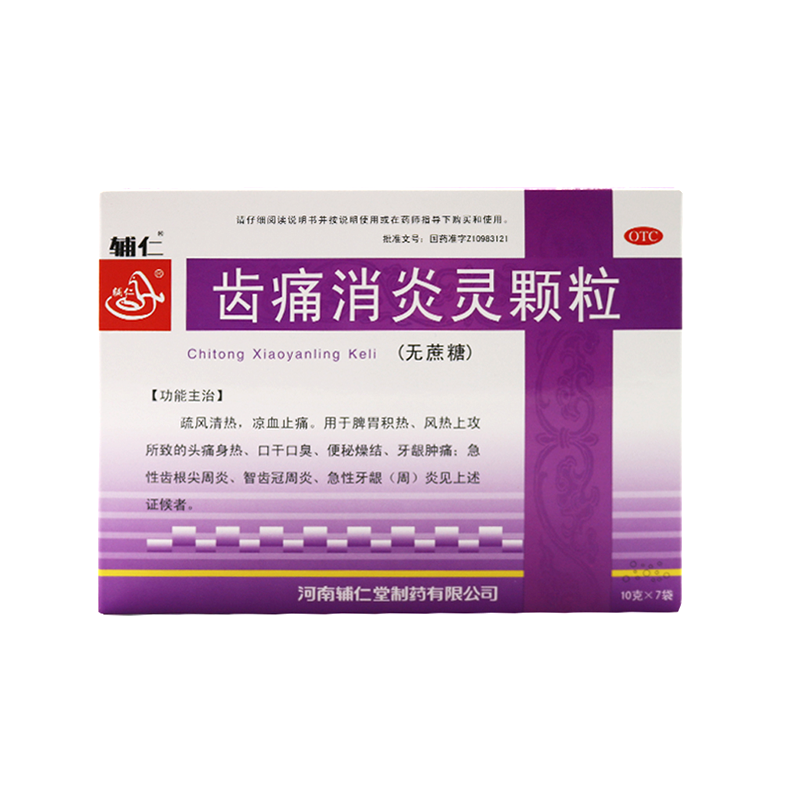 请仔细阅读说明书并按说明使用或在药师指导下购买和使用。
批准文号：国药准字Z10983121
辅仁®
OTC
辅仁®
齿痛消炎灵颗粒
Chitong Xiaoyanling Keli （无蔗糖）
【功能主治】
疏风清热，凉血止痛。用于脾胃积热、风热上攻
所致的头痛身热、口干口臭、便秘燥结、牙龈肿痛；急
性齿根尖周炎、智齿冠周炎、急性牙龈（周）炎见上述
证候者。
河南辅仁堂制药有限公司
10克×7袋